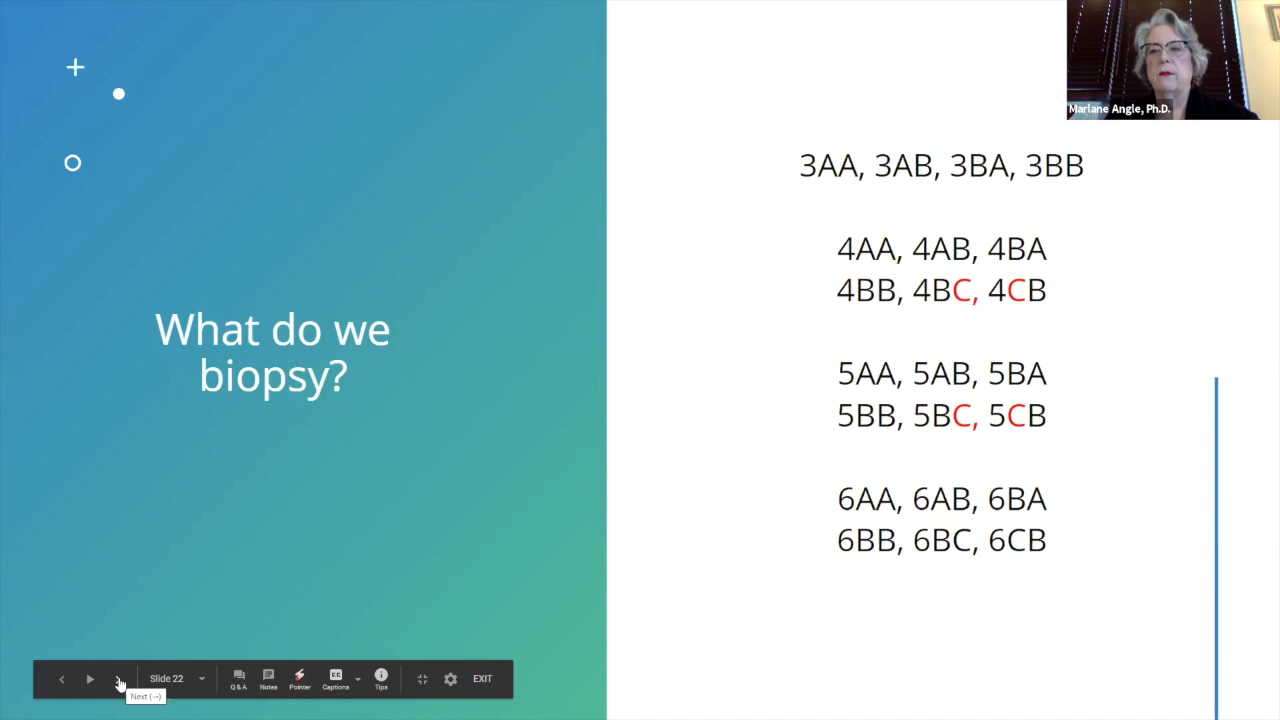 Marlane Angle, Ph.D.
What do we
biopsy?
3AA, 3AB, 3BA, 3BB
4AA, 4AB, 4BA
4BB, 4BC, 4CB
5AA, 5AB, 5BA
5BB, 5BC, 5CB
6AA, 6AB, 6BA
6BB, 6BC, 6CB
Slide 22
Q&A
Notes
Pointer
Captions
Tips
EXIT
Next (→)